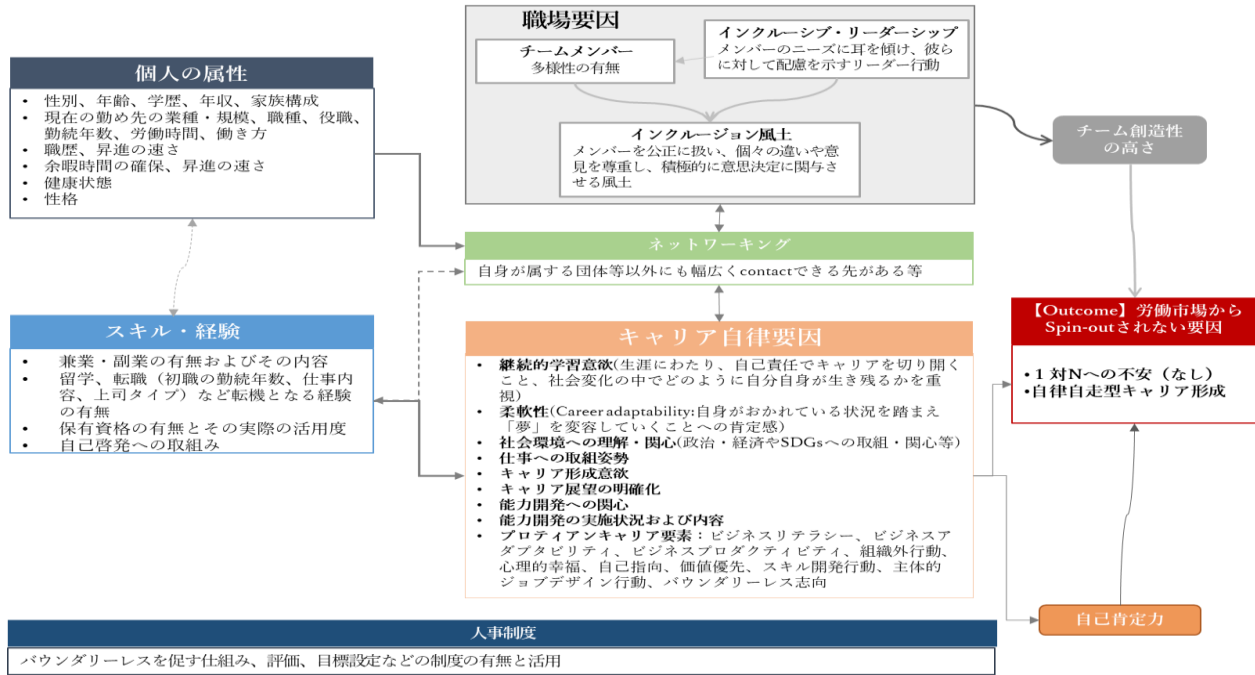 職場要因
チームメンバー
多様性の有無
インクルーシブ・リーダーシップ
メンバーのニーズに耳を傾け、彼ら
に対して配慮を示すリーダー行動
インクルージョン風土
メンバーを公正に扱い、個々の違いや意
見を尊重し、積極的に意思決定に関与さ
せる風土
個人の属性
• 性別、年齢、学歴、年収、家族構成
• 現在の勤め先の業種・規模、職種、役職、
勤続年数、労働時間、働き方
• 職歴、昇進の速さ
• 余暇時間の確保、昇進の速さ
• 健康状態
• 性格
チーム創造性
の高さ
ネットワーキング
自身が属する団体等以外にも幅広くcontactできる先がある等
スキル・経験
• 兼業・副業の有無およびその内容
• 留学、転職（初職の勤続年数、仕事内
容、上司タイプ）など転機となる経験
の有無
• 保有資格の有無とその実際の活用度
• 自己啓発への取組み
キャリア自律要因
• 継続的学習意欲(生涯にわたり、自己責任でキャリアを切り開く
こと、社会変化の中でどのように自分自身が生き残るかを重
視)
• 柔軟性(Career adaptability:自身がおかれている状況を踏まえ
「夢」を変容していくことへの肯定感)
• 社会環境への理解・関心(政治・経済やSDGsへの取組・関心等)
• 仕事への取組姿勢
• キャリア形成意欲
• キャリア展望の明確化
• 能力開発への関心
• 能力開発の実施状況および内容
• プロティアンキャリア要素：ビジネスリテラシー、ビジネスア
ダプタビリティ、ビジネスプロダクティビティ、組織外行動、
心理的幸福、自己指向、価値優先、スキル開発行動、主体的
ジョブデザイン行動、バウンダリーレス志向
【Outcome】労働市場から
Spin-outされない要因
•1 対Nへの不安（なし）
•自律自走型キャリア形成
自己肯定力
人事制度
バウンダリーレスを促す仕組み、評価、目標設定などの制度の有無と活用